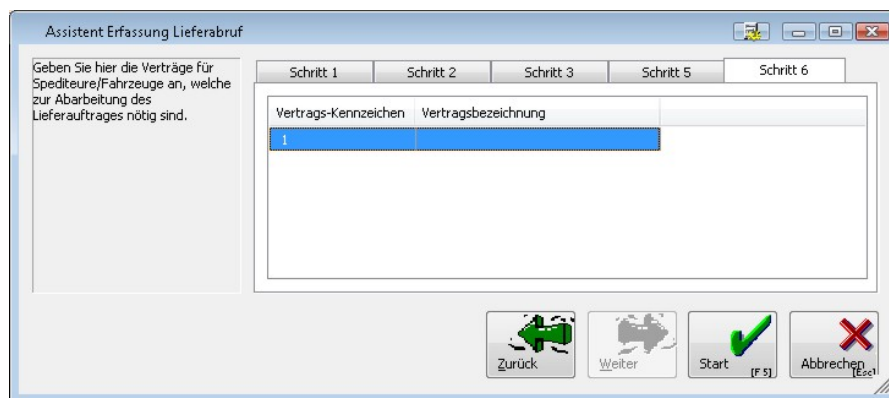 Assistent Erfassung Lieferabruf
Geben Sie hier die Verträge für
Spediteure/Fahrzeuge an, welche
zur Abarbeitung des
Lieferauftrages nötig sind.
Schritt 1
Schritt 2
Schritt 3
Schritt 5
Schritt 6
Vertrags-Kennzeichen
Vertragsbezeichnung
1
Zurück
Weiter
Start
[F 5]
Abbrechen
[Esc]